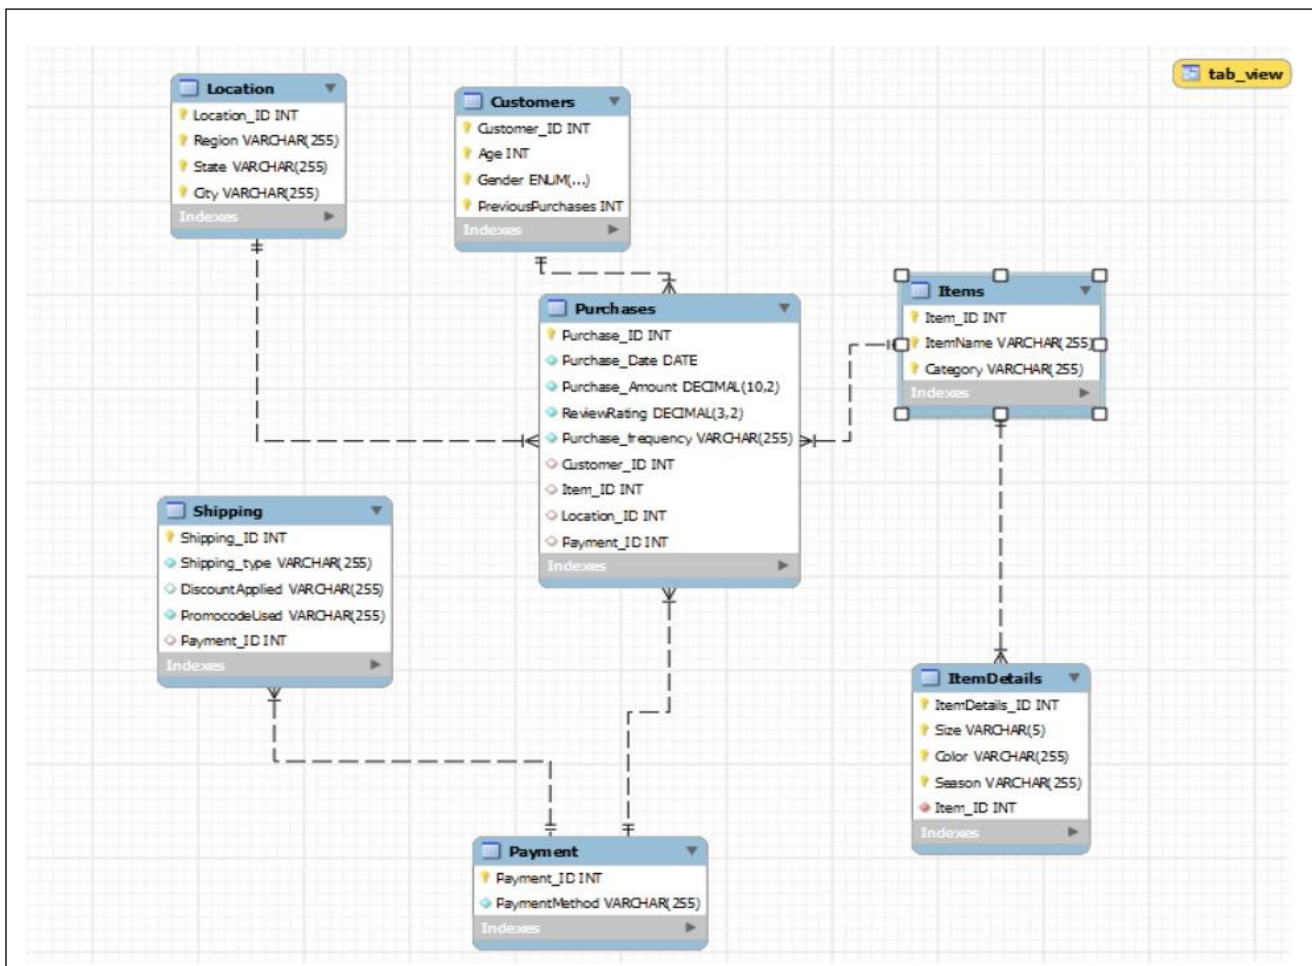 tab_view
Location
Location_ID INT
Region VARCHAR(255)
State VARCHAR(255)
City VARCHAR(255)
Indexes
Customers
Customer_ID INT
Age INT
Gender ENUM(...)
PreviousPurchases INT
Indexes
Purchases
Purchase_ID INT
Purchase_Date DATE
Purchase_Amount DECIMAL(10,2)
ReviewRating DECIMAL(3,2)
Purchase_frequency VARCHAR(255)
Customer_ID INT
Item_ID INT
Location_ID INT
Payment_ID INT
Indexes
Items
Item_ID INT
ItemName VARCHAR(255)
Category VARCHAR(255)
Indexes
Shipping
Shipping_ID INT
Shipping_type VARCHAR(255)
DiscountApplied VARCHAR(255)
PromocodeUsed VARCHAR(255)
Payment_ID INT
Indexes
ItemDetails
ItemDetails_ID INT
Size VARCHAR(5)
Color VARCHAR(255)
Season VARCHAR(255)
Item_ID INT
Indexes
Payment
Payment_ID INT
PaymentMethod VARCHAR(255)
Indexes